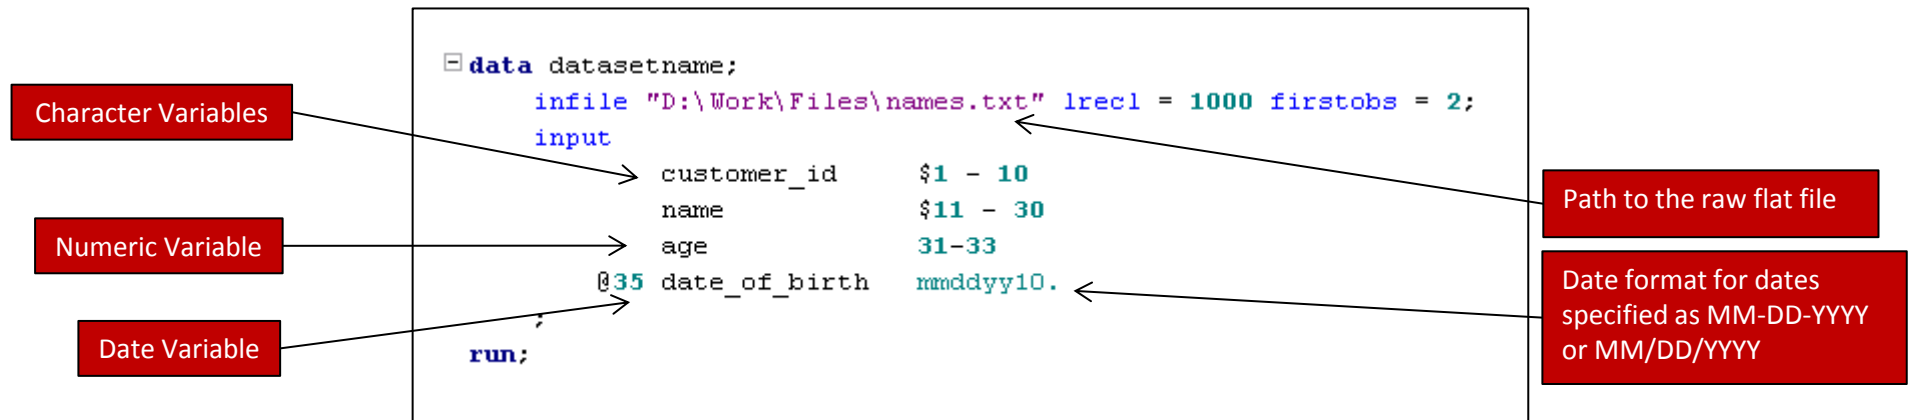 data datasetname;
infile "D:\Work\Files\names.txt" lrecl = 1000 firstobs = 2;
input
customer_id $1 - 10
name $11 - 30
age 31-33
@35 date_of_birth mmddyy10.
;
run;
Character Variables
Numeric Variable
Date Variable
Path to the raw flat file
Date format for dates
specified as MM-DD-YYYY
or MM/DD/YYYY